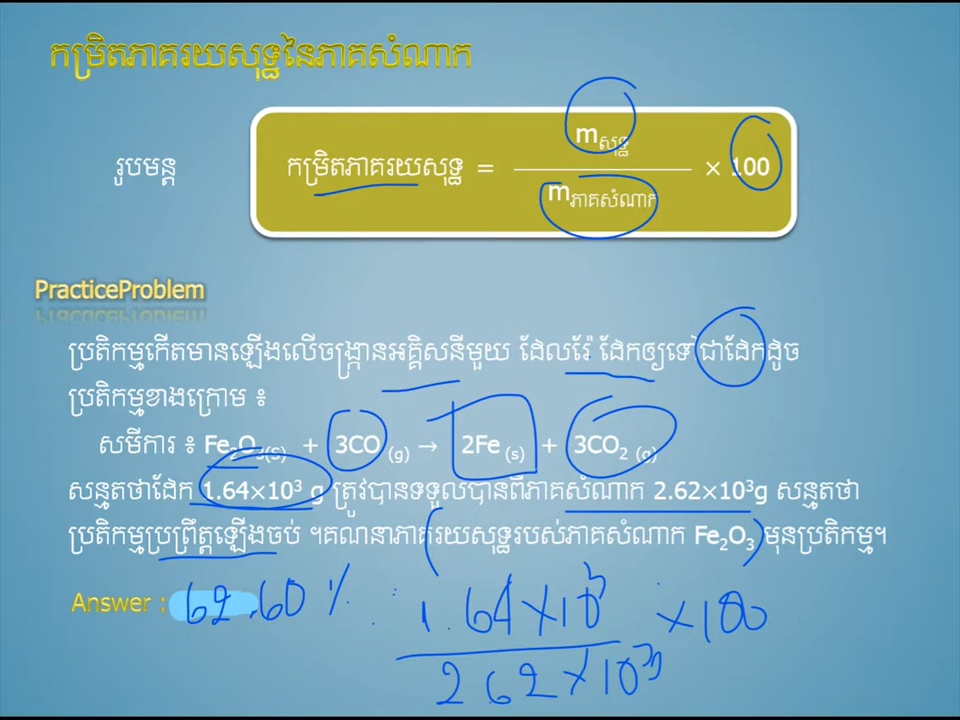 កម្រិតភាគរយសុទ្ធនៃភាគសំណាក
រូបមន្ត
កម្រិតភាគរយសុទ្ធ = mសុទ្ធ / mភាគសំណាក × 100
PracticeProblem
ប្រតិកម្មកើតមានឡើងលើចង្ក្រានអគ្គិសនីមួយ ដែលរ៉ែ ដែកឲ្យទៅជាដែកដូច
ប្រតិកម្មខាងក្រោម ៖
សមីការ ៖ Fe₂O₃(s) + 3CO (g) → 2Fe (s) + 3CO₂ (g)
សន្មតថាដែក 1.64×10³ g ត្រូវបានទទួលបានពីភាគសំណាក 2.62×10³g សន្មតថា
ប្រតិកម្មប្រព្រឹត្តឡើងចប់ ។គណនាភាគរយសុទ្ធរបស់ភាគសំណាក Fe₂O₃ មុនប្រតិកម្ម។
Answer : 62.60 %
1.64×10³ × 100
2 62×10³